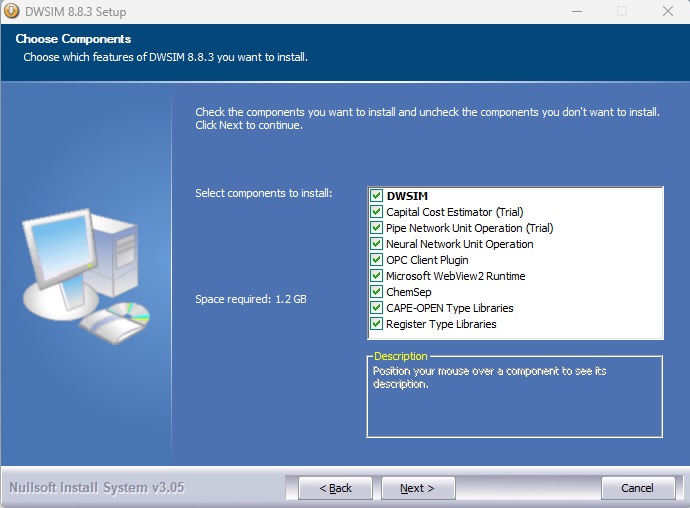 DWSIM 8.8.3 Setup
Choose Components
Choose which features of DWSIM 8.8.3 you want to install.
Check the components you want to install and uncheck the components you don't want to install.
Click Next to continue.
Select components to install:
DWSIM
Capital Cost Estimator (Trial)
Pipe Network Unit Operation (Trial)
Neural Network Unit Operation
OPC Client Plugin
Microsoft WebView2 Runtime
ChemSep
CAPE-OPEN Type Libraries
Register Type Libraries
Space required: 1.2 GB
Description
Position your mouse over a component to see its
description.
Nullsoft Install System v3.05
< Back
Next >
Cancel